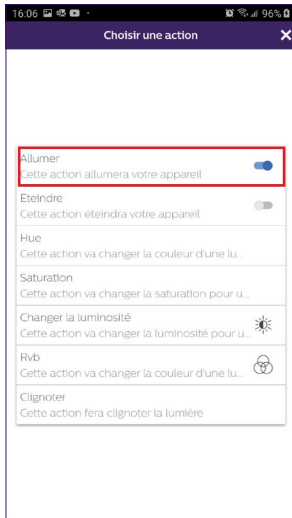 16:06
96%
Choisir une action
Allumer
Cette action allumera votre appareil
Eteindre
Cette action éteindra votre appareil
Hue
Cette action va changer la couleur d'une lu...
Saturation
Cette action va changer la saturation pour u...
Changer la luminosité
Cette action va changer la luminosité pour u...
Rvb
Cette action va changer la couleur d'une lu...
Clignoter
Cette action fera clignoter la lumière